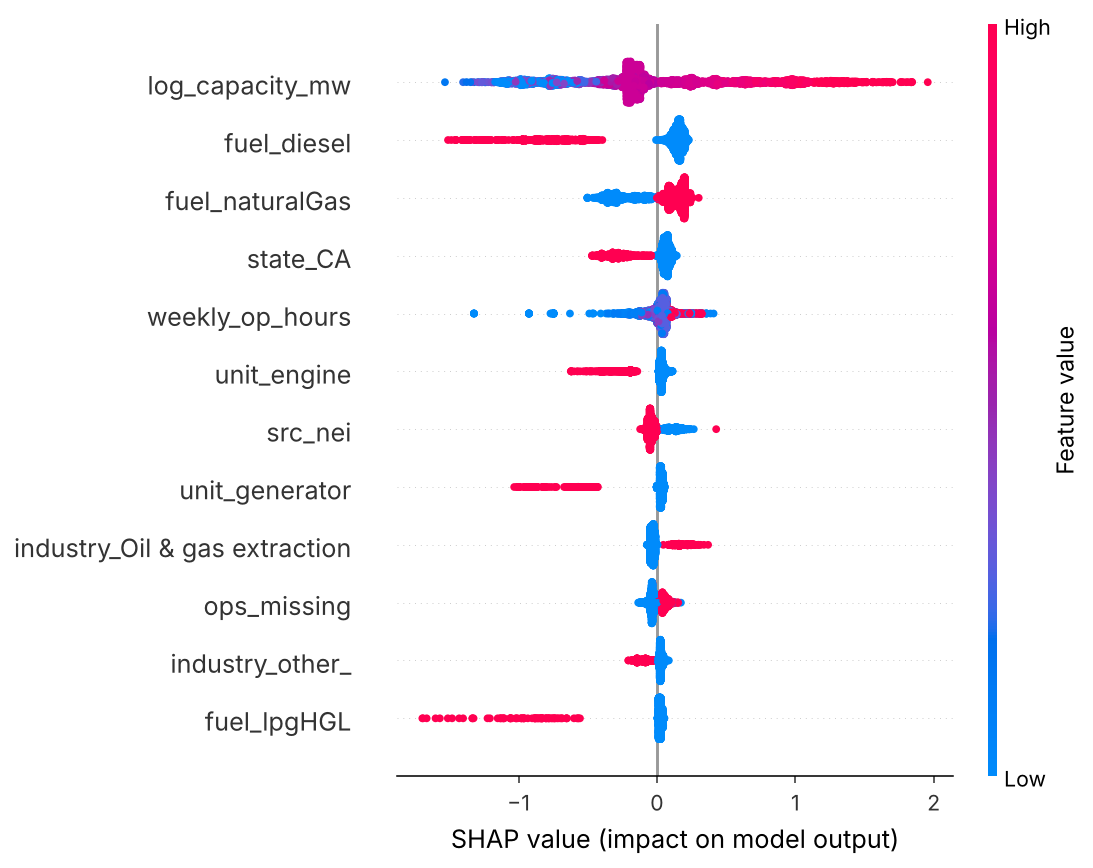 High
log_capacity_mw
fuel_diesel
fuel_naturalGas
state_CA
weekly_op_hours
unit_engine
src_nei
unit_generator
industry_Oil & gas extraction
ops_missing
industry_other_
fuel_lpgHGL
Feature value
Low
−1 0 1 2
SHAP value (impact on model output)